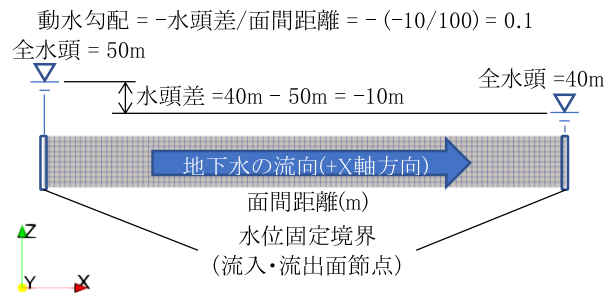 動水勾配 = -水頭差/面間距離 = - (-10/100) = 0.1
全水頭 = 50m
全水頭 =40m
水頭差 =40m - 50m = -10m
地下水の流向(+X軸方向)
面間距離(m)
水位固定境界
(流入・流出面節点)
Z
Y
X